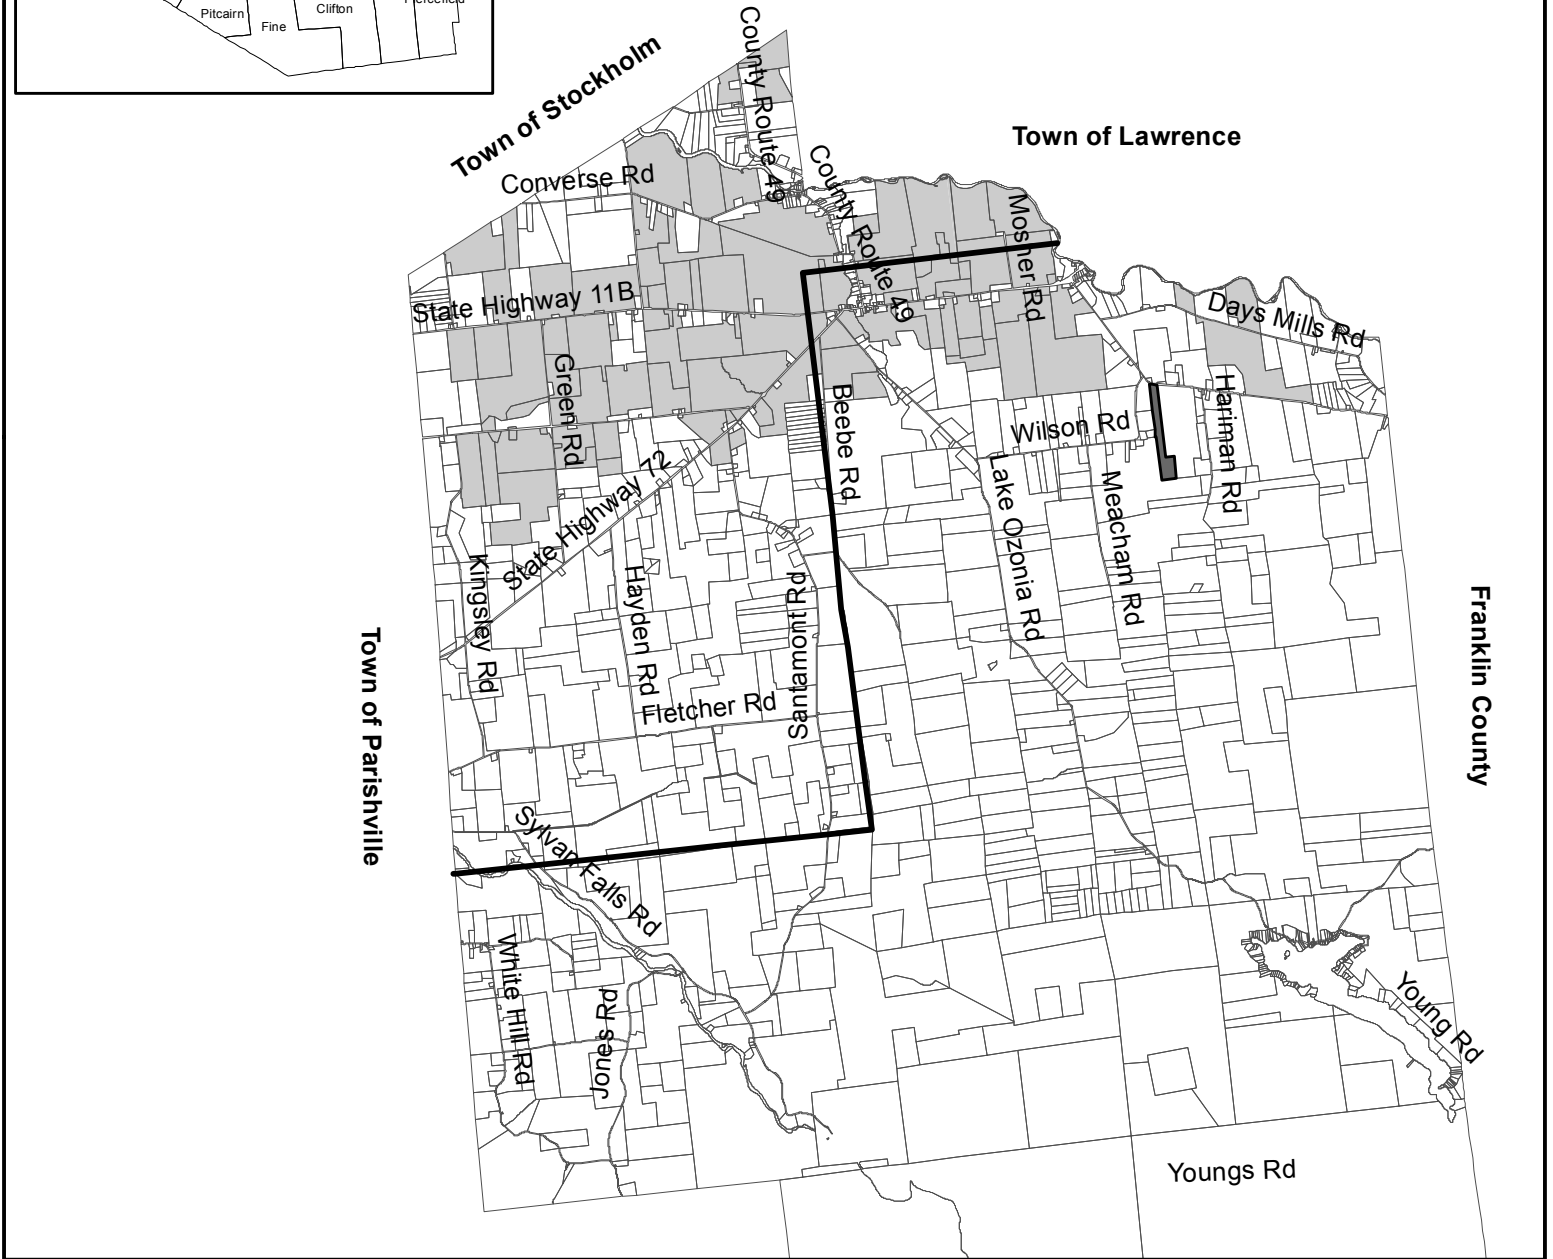 Pitcairn
Fine
Clifton
Town of Stockholm
County Route 49
Town of Lawrence
Converse Rd
County Route 49
Mosher Rd
State Highway 11B
Days Mills Rd
Green Rd
Beebe Rd
Wilson Rd
Hariman Rd
State Highway 72
Lake Ozonia Rd
Meacham Rd
Kingsley Rd
Hayden Rd
Santamont Rd
Fletcher Rd
Town of Parishville
Franklin County
Sylvan Falls Rd
White Hill Rd
Jones Rd
Young Rd
Youngs Rd